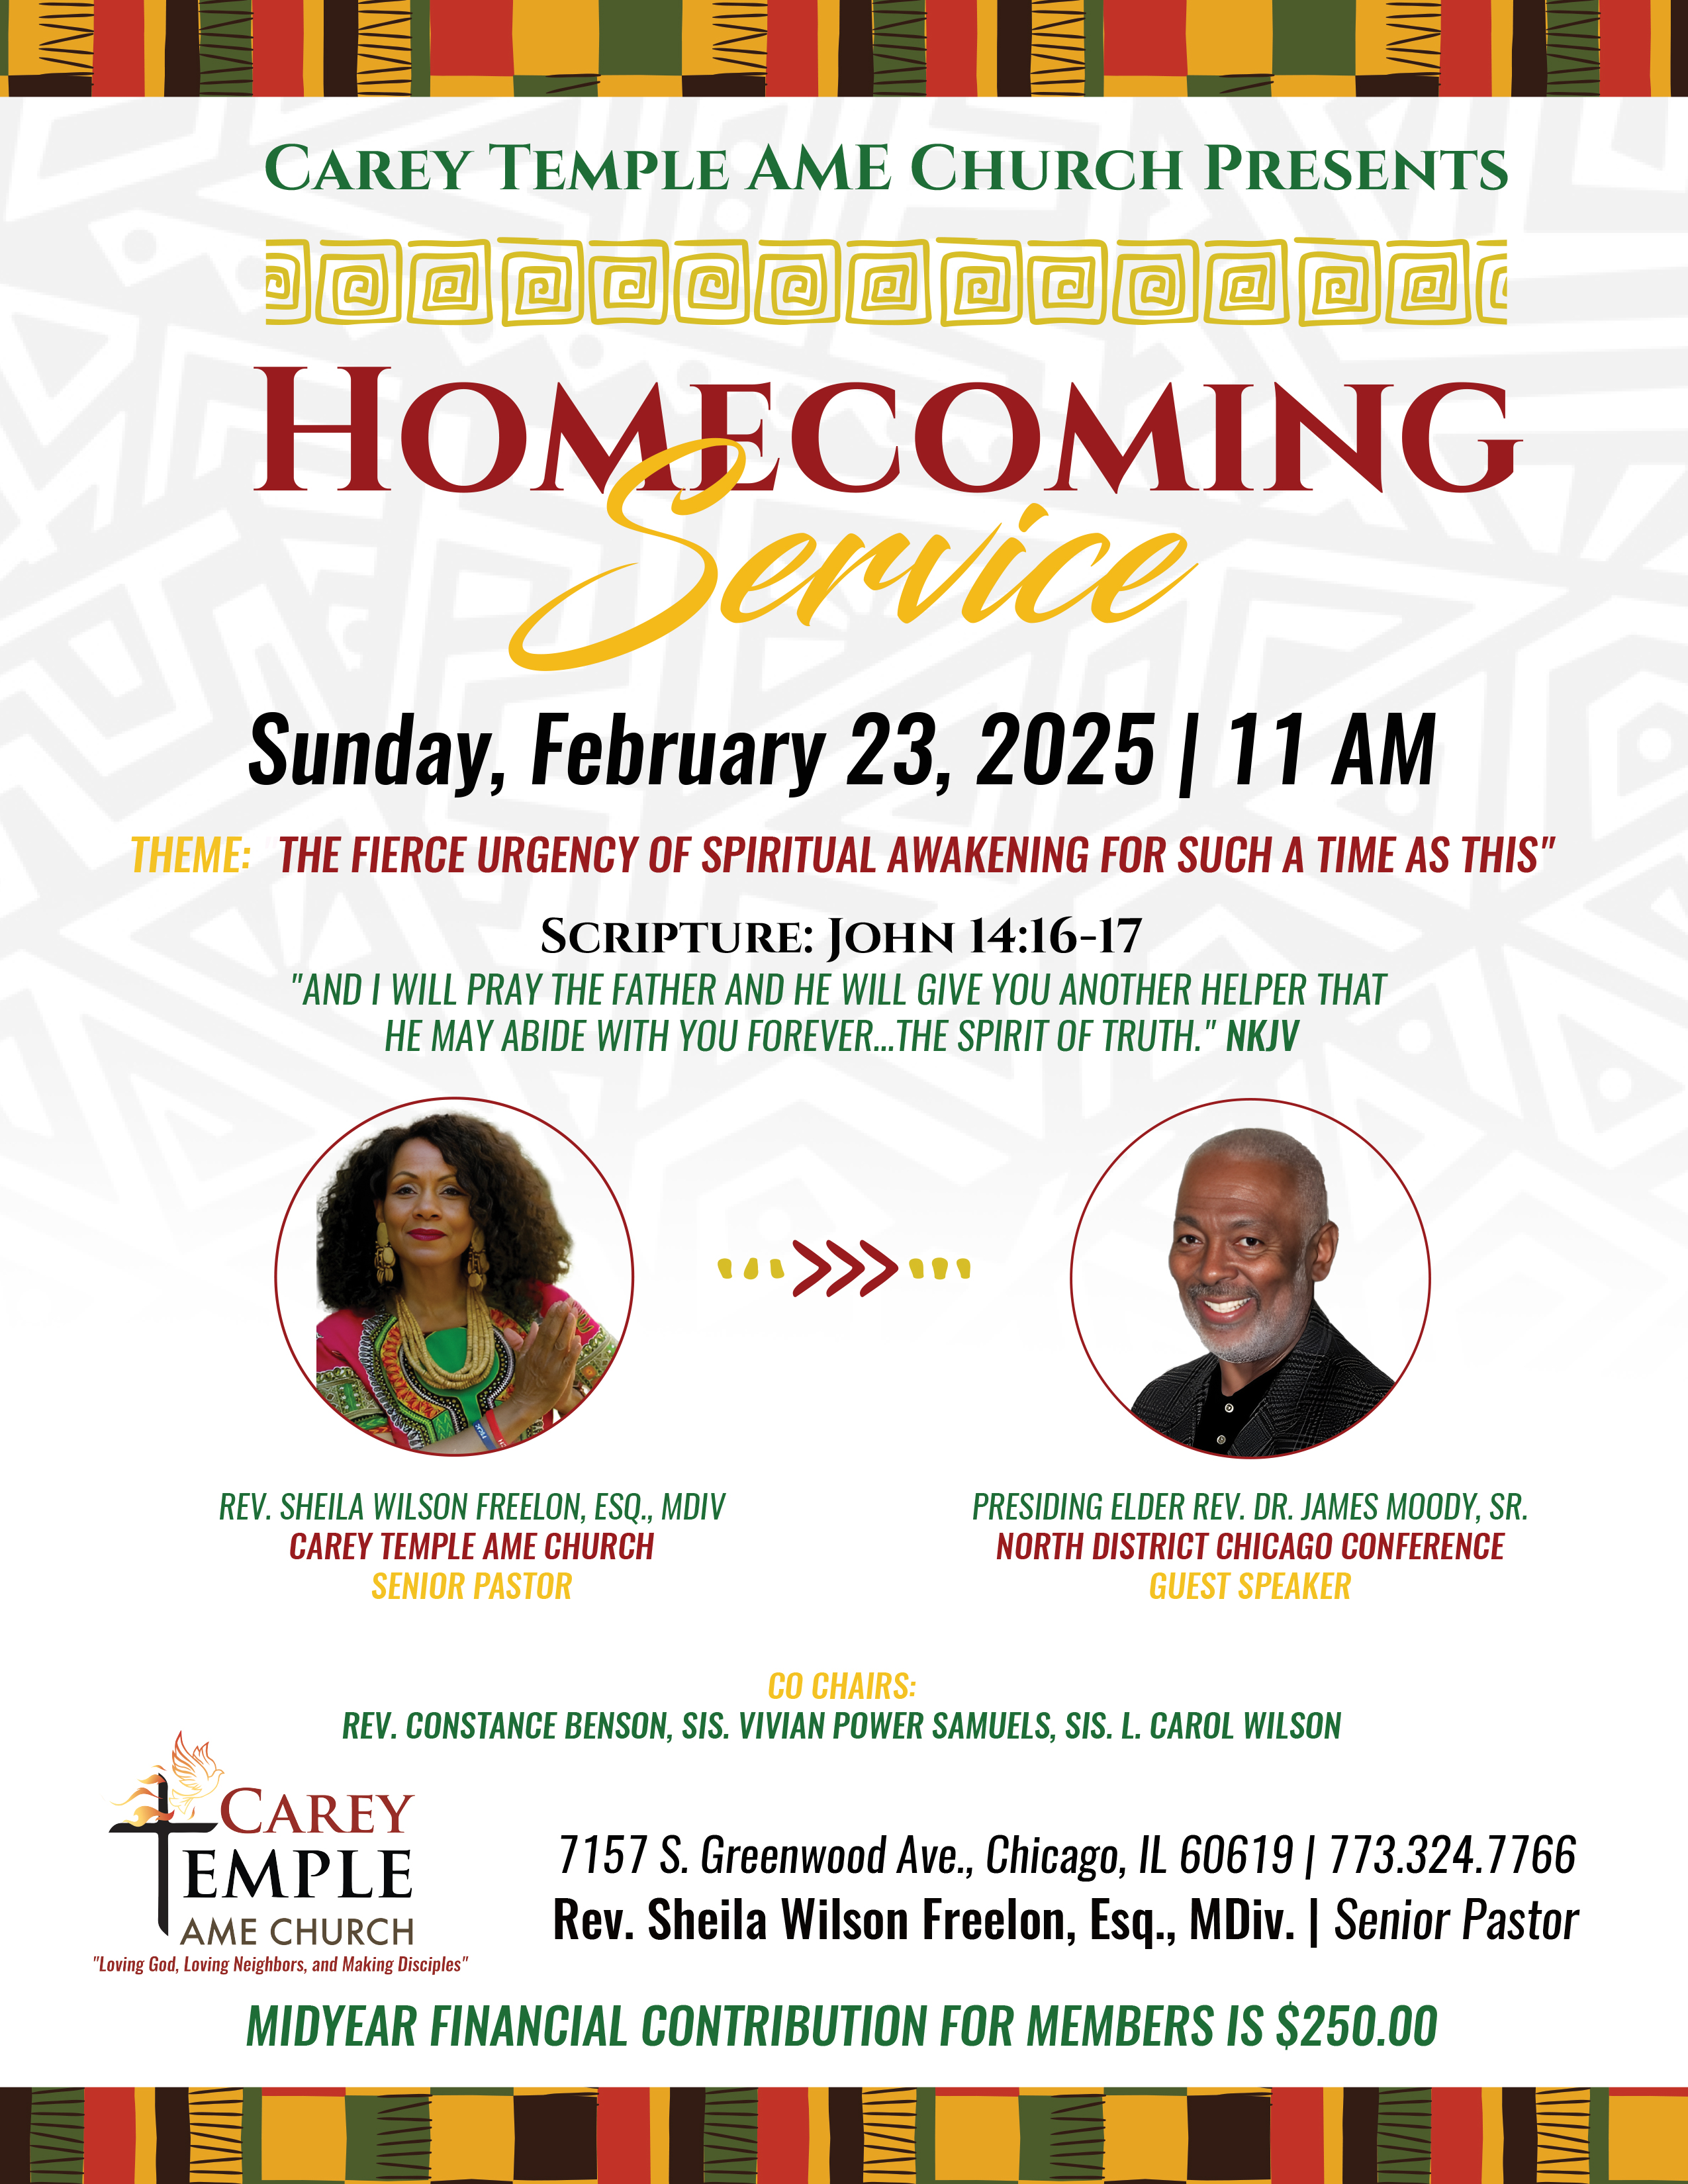 Carey Temple AME Church Presents
Homecoming
Service
Sunday, February 23, 2025 | 11 AM
THEME: THE FIERCE URGENCY OF SPIRITUAL AWAKENING FOR SUCH A TIME AS THIS"
Scripture: John 14:16-17
"AND I WILL PRAY THE FATHER AND HE WILL GIVE YOU ANOTHER HELPER THAT
HE MAY ABIDE WITH YOU FOREVER...THE SPIRIT OF TRUTH." NKJV
REV. SHEILA WILSON FREELON, ESQ., MDIV
CAREY TEMPLE AME CHURCH
SENIOR PASTOR
PRESIDING ELDER REV. DR. JAMES MOODY, SR.
NORTH DISTRICT CHICAGO CONFERENCE
GUEST SPEAKER
CO CHAIRS:
REV. CONSTANCE BENSON, SIS. VIVIAN POWER SAMUELS, SIS. L. CAROL WILSON
CAREY
TEMPLE
AME CHURCH
"Loving God, Loving Neighbors, and Making Disciples"
7157 S. Greenwood Ave., Chicago, IL 60619 | 773.324.7766
Rev. Sheila Wilson Freelon, Esq., MDiv. | Senior Pastor
MIDYEAR FINANCIAL CONTRIBUTION FOR MEMBERS IS $250.00